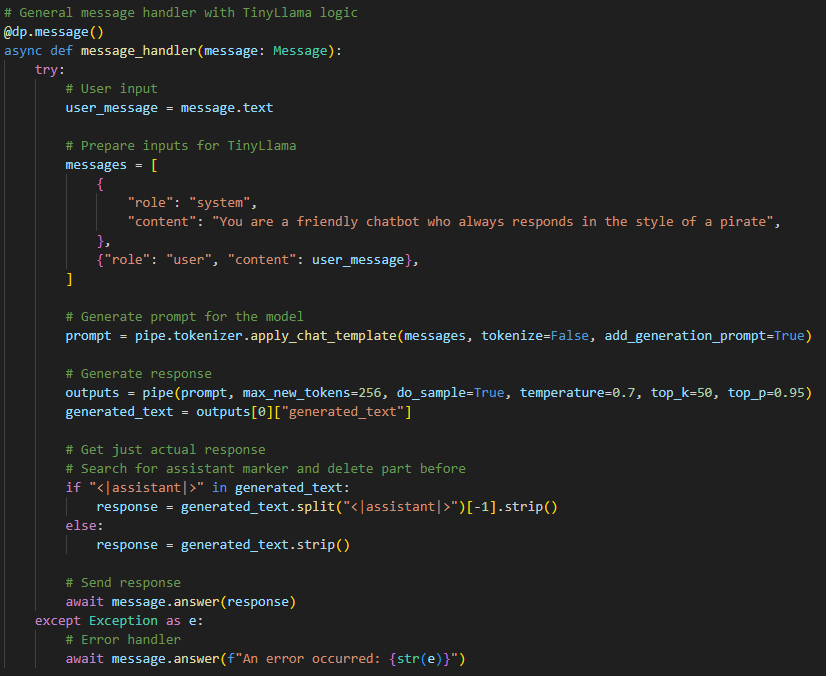 # General message handler with TinyLlama logic
@dp.message()
async def message_handler(message: Message):
    try:
        # User input
        user_message = message.text

        # Prepare inputs for TinyLlama
        messages = [
            {
                "role": "system",
                "content": "You are a friendly chatbot who always responds in the style of a pirate",
            },
            {"role": "user", "content": user_message},
        ]

        # Generate prompt for the model
        prompt = pipe.tokenizer.apply_chat_template(messages, tokenize=False, add_generation_prompt=True)

        # Generate response
        outputs = pipe(prompt, max_new_tokens=256, do_sample=True, temperature=0.7, top_k=50, top_p=0.95)
        generated_text = outputs[0]["generated_text"]

        # Get just actual response
        # Search for assistant marker and delete part before
        if "<|assistant|>" in generated_text:
            response = generated_text.split("<|assistant|>")[-1].strip()
        else:
            response = generated_text.strip()

        # Send response
        await message.answer(response)
    except Exception as e:
        # Error handler
        await message.answer(f"An error occurred: {str(e)}")